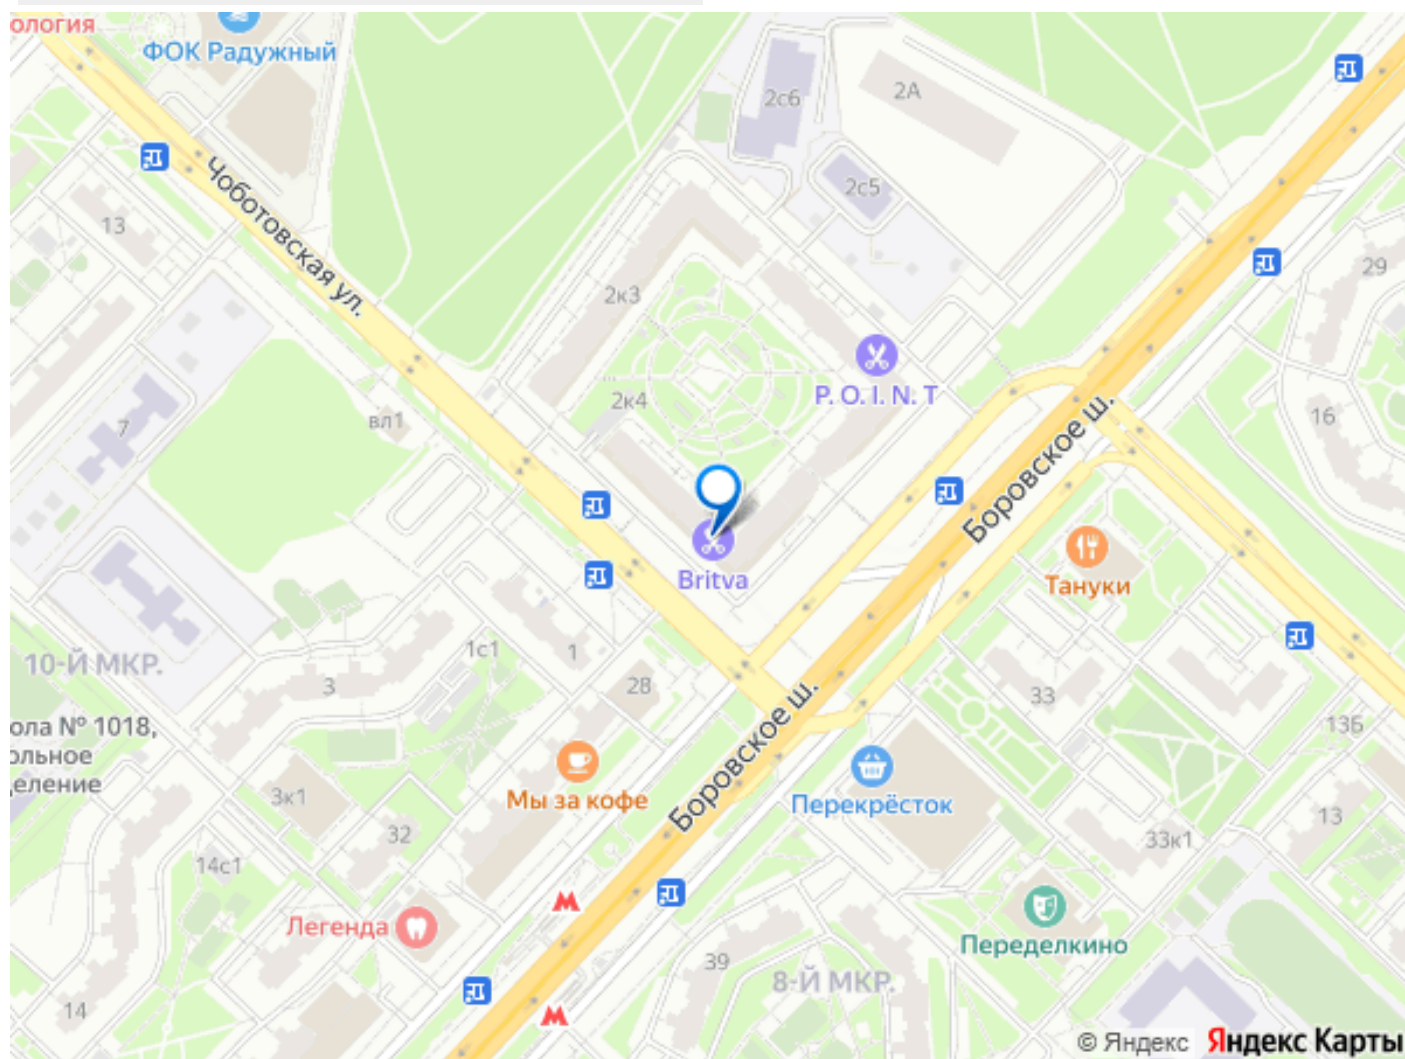 ология
ФОК Радужный
2с6
2А
Чоботовская ул.
13
2с5
29
2к3
P. O. I. N. T
2к4
вл1
7
16
Боровское ш.
Тануки
Britva
1с1
1
10-Й МКР.
3
2В
33
13Б
ола № 1018,
ольное
еление
Боровское ш.
Мы за кофе
Перекрёсток
3к1
32
13
33к1
14с1
Легенда
Переделкино
39
8-Й МКР.
14
© Яндекс Яндекс Карты